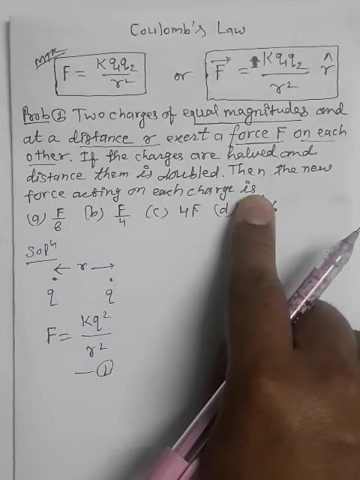 Coulomb's Law
F = Kq1q2 / r² or F⃗ = Kq1q2 / r² r̂
Prob ① Two charges of equal magnitudes and
at a distance r exert a force F on each
other. If the charges are halved and
distance them is doubled. Then the new
force acting on each charge is
(a) F/8 (b) F/4 (c) 4F (d
Solⁿ
← r →
q q
F = Kq² / r²
— ①